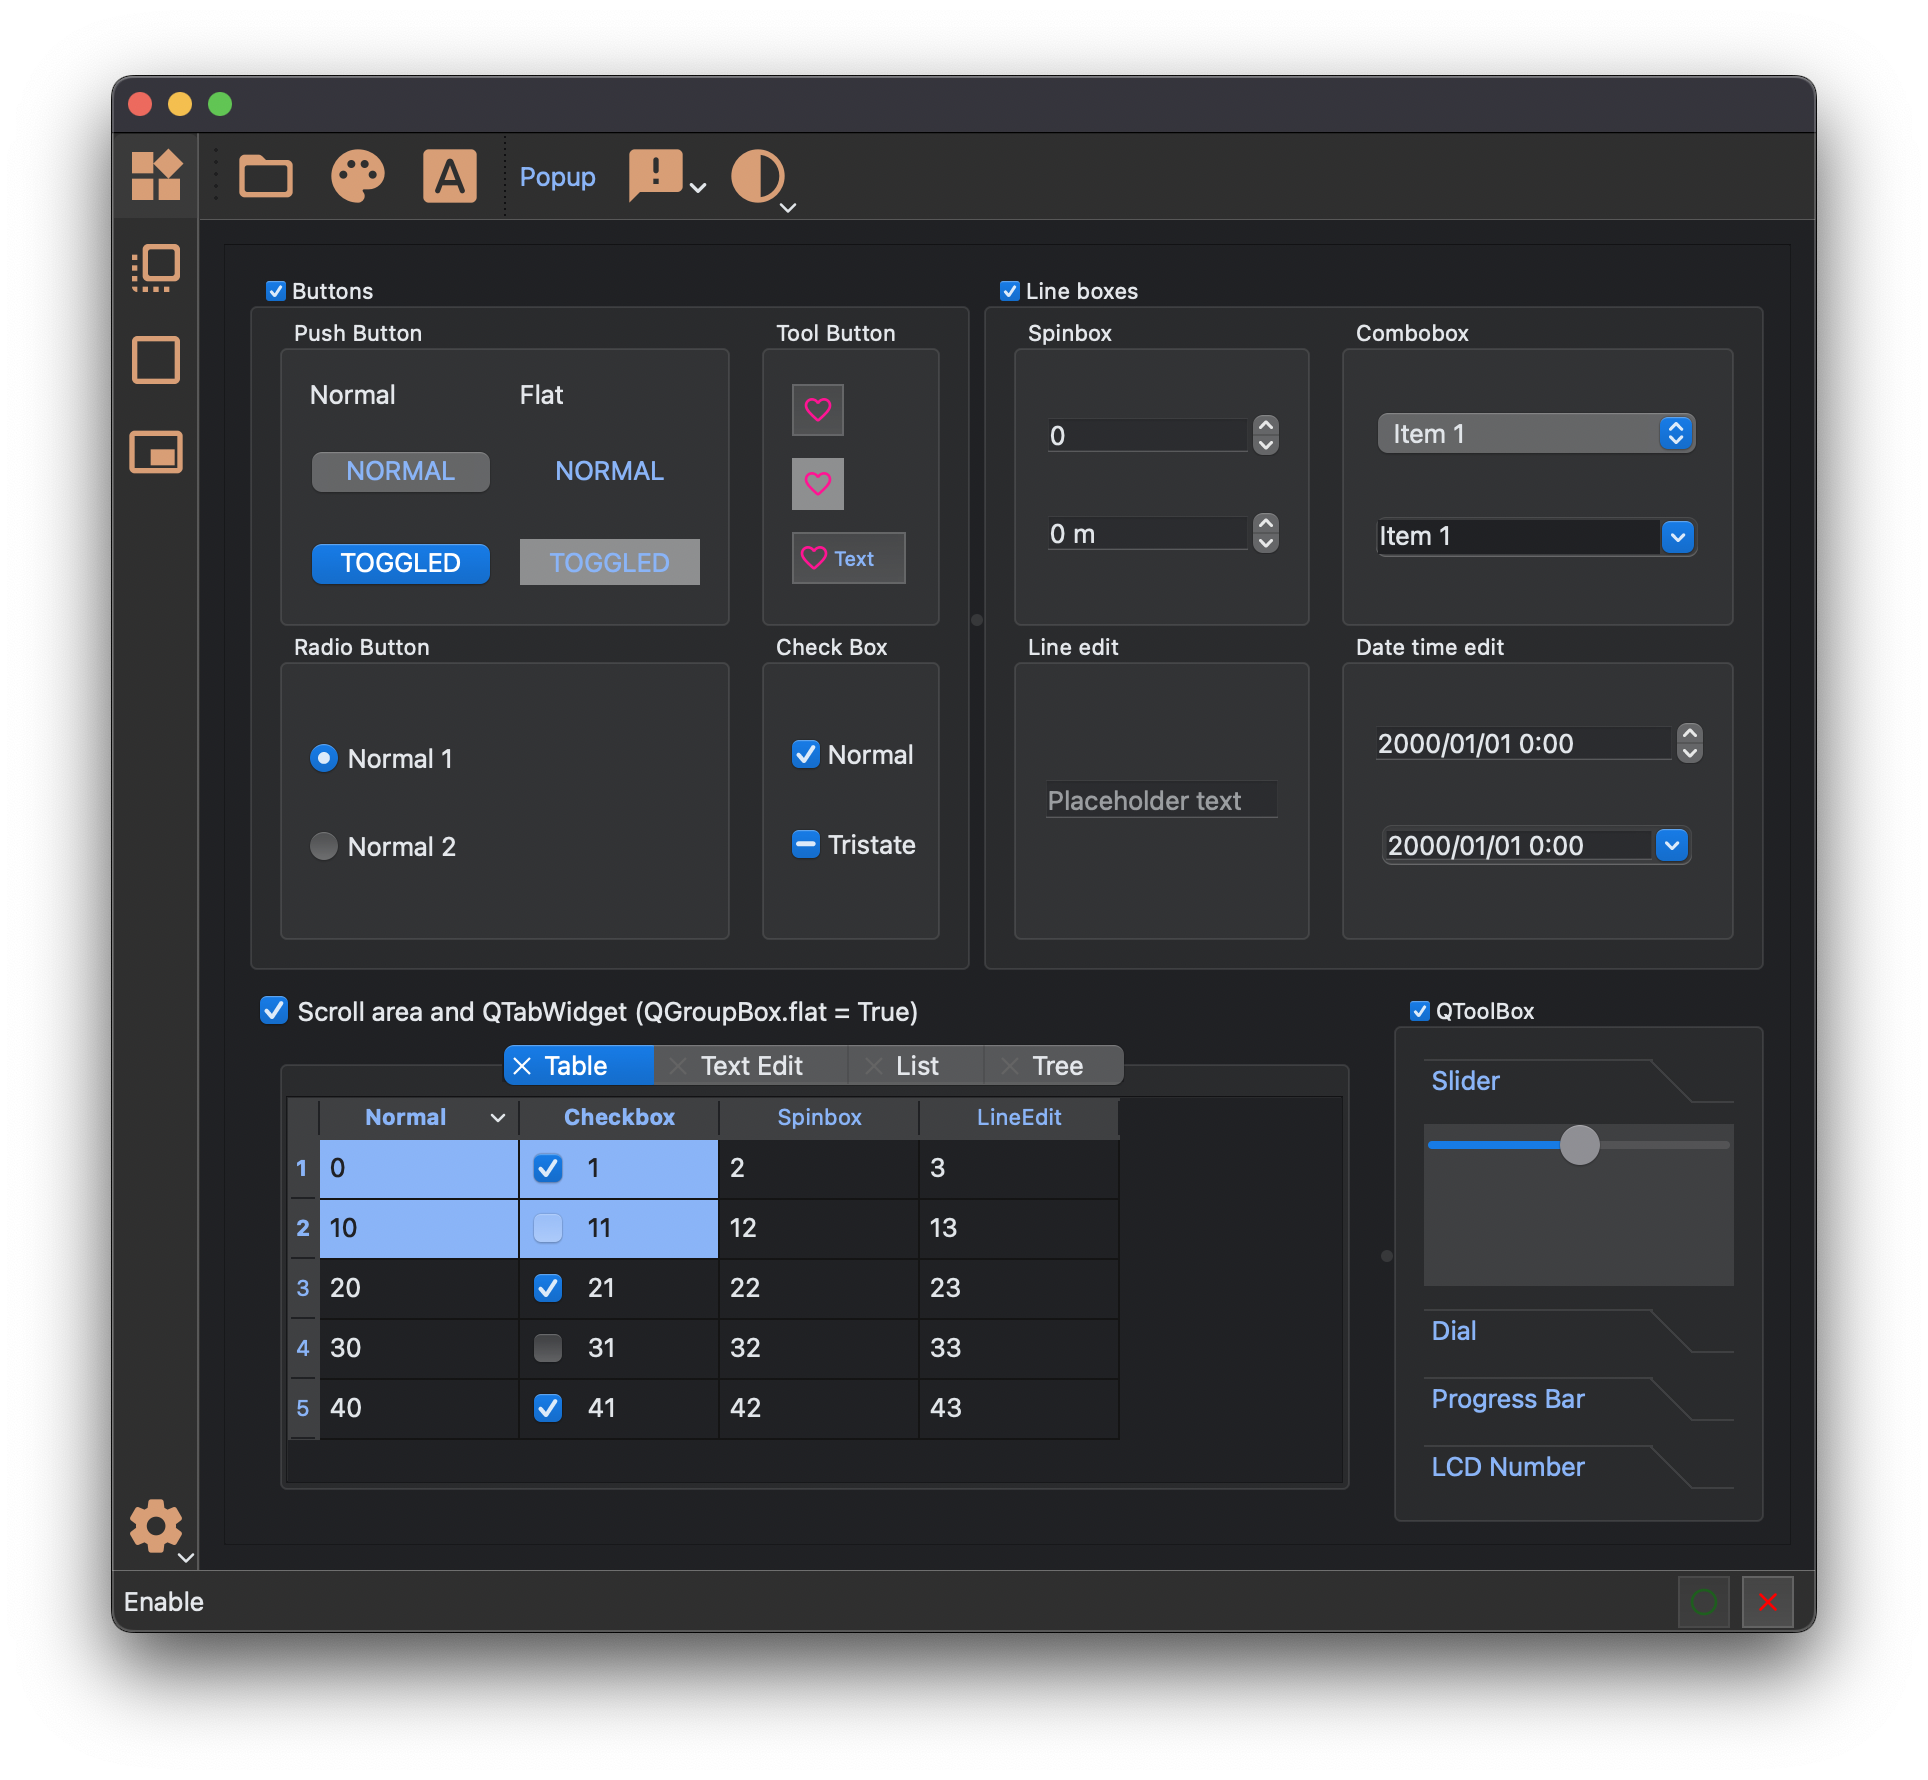 Popup
Buttons
Line boxes
Push Button
Tool Button
Spinbox
Combobox
Normal
Flat
0
Item 1
NORMAL
NORMAL
0 m
Item 1
TOGGLED
TOGGLED
Text
Radio Button
Check Box
Line edit
Date time edit
Normal 1
Normal
2000/01/01 0:00
Placeholder text
Normal 2
Tristate
2000/01/01 0:00
Scroll area and QTabWidget (QGroupBox.flat = True)
QToolBox
Table
Text Edit
List
Tree
Slider
Normal
Checkbox
Spinbox
LineEdit
1 0 1 2 3
2 10 11 12 13
3 20 21 22 23
4 30 31 32 33
5 40 41 42 43
Dial
Progress Bar
LCD Number
Enable